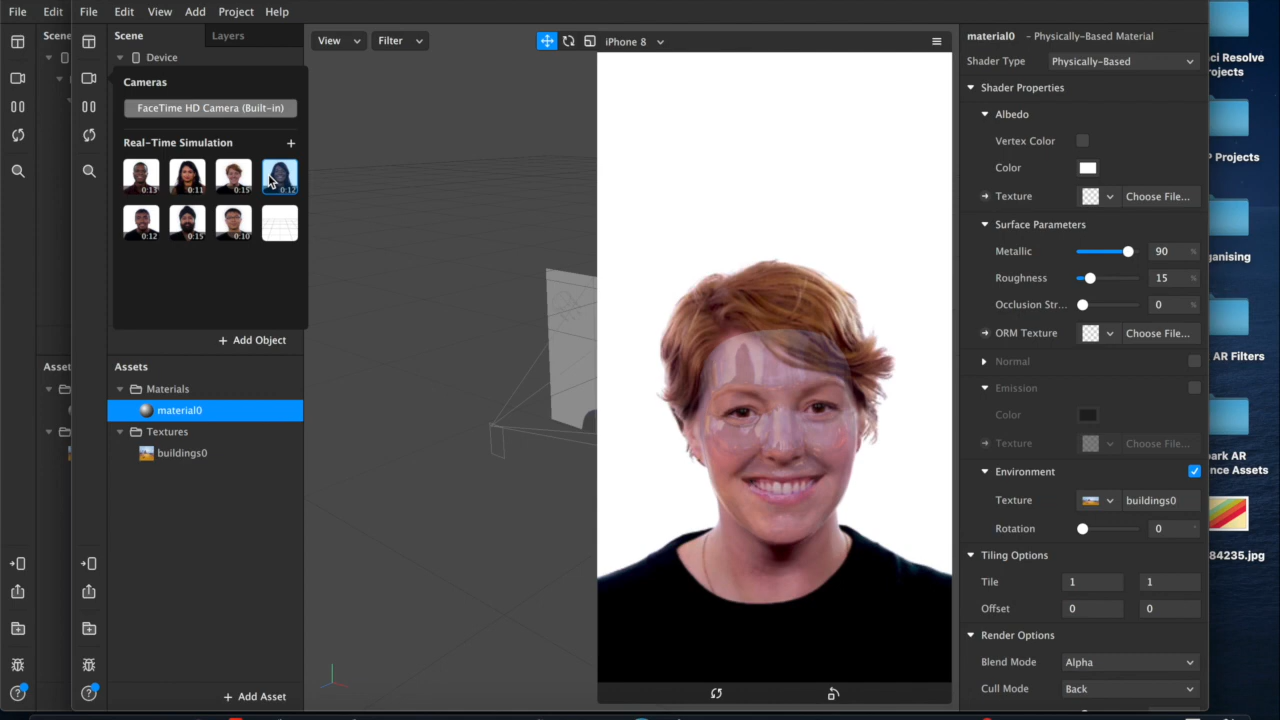 File Edit
File Edit View Add Project Help
Scene
Scene Layers
Device
Cameras
FaceTime HD Camera (Built-in)
Real-Time Simulation +
0:13 0:11 0:15 0:12
0:12 0:15 0:10
+ Add Object
Asset
Assets
Materials
material0
Textures
buildings0
+ Add Asset
View Filter iPhone 8
material0 - Physically-Based Material
Shader Type Physically-Based
Shader Properties
Albedo
Vertex Color
Color
Texture Choose File...
Surface Parameters
Metallic 90 %
Roughness 15 %
Occlusion Str... 0 %
ORM Texture Choose File...
Normal
Emission
Color
Texture Choose File...
Environment
Texture buildings0
Rotation 0 °
Tiling Options
Tile 1 1
Offset 0 0
Render Options
Blend Mode Alpha
Cull Mode Back
ci Resolve
rojects
P Projects
ganising
AR Filters
park AR
nce Assets
84235.jpg